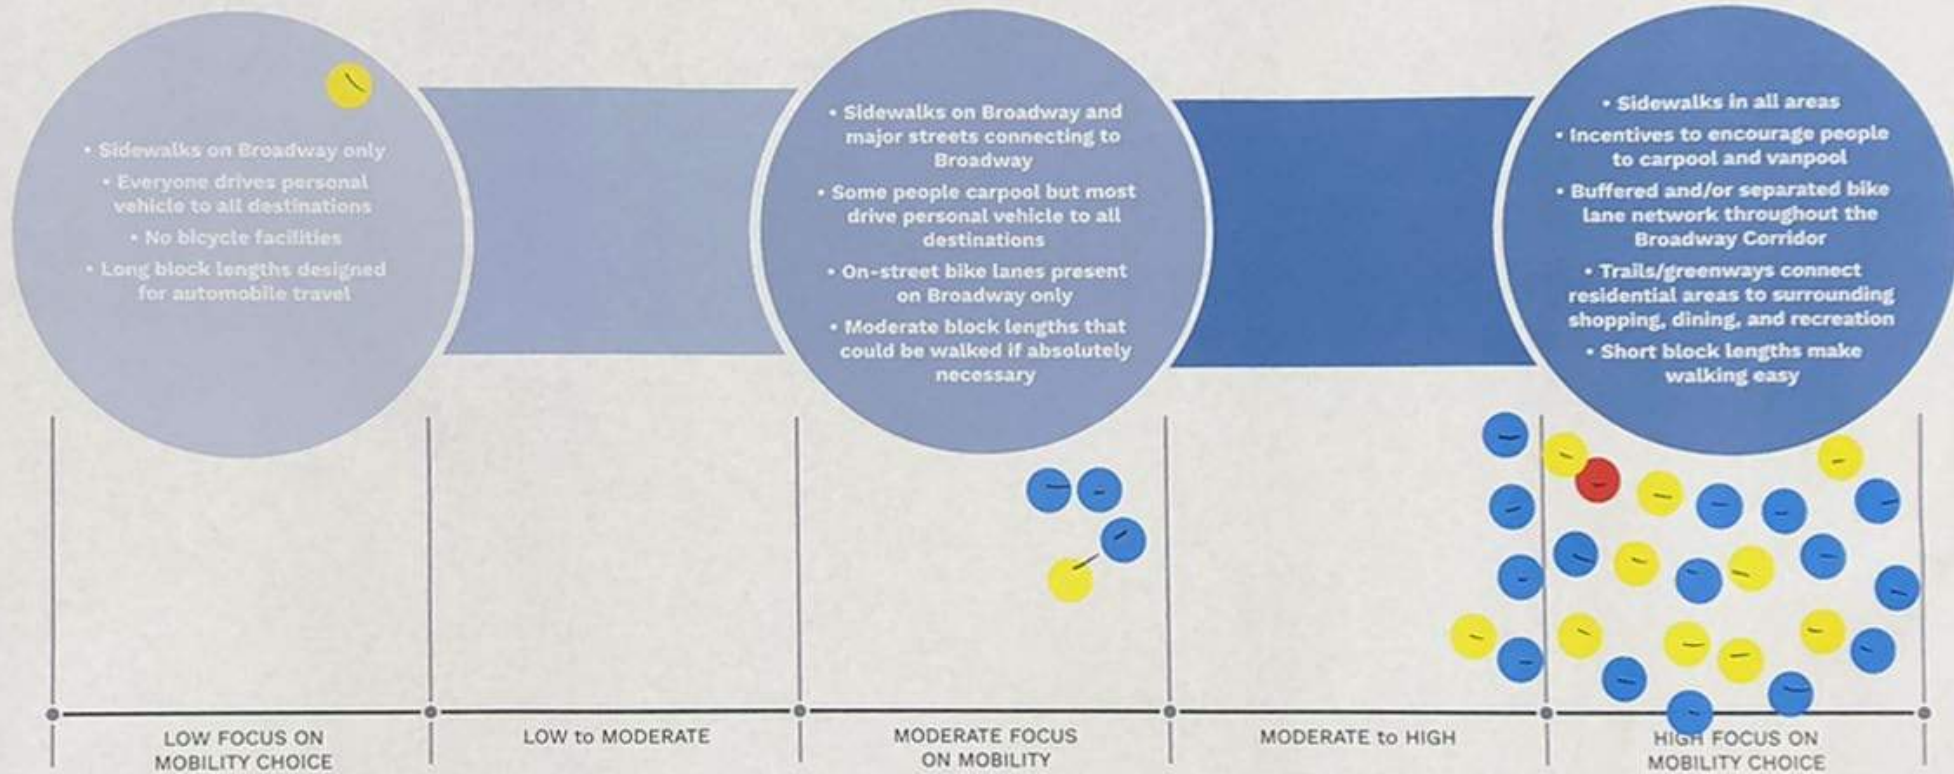 • Sidewalks on Broadway only
• Everyone drives personal
vehicle to all destinations
• No bicycle facilities
• Long block lengths designed
for automobile travel
• Sidewalks on Broadway and
major streets connecting to
Broadway
• Some people carpool but most
drive personal vehicle to all
destinations
• On-street bike lanes present
on Broadway only
• Moderate block lengths that
could be walked if absolutely
necessary
• Sidewalks in all areas
• Incentives to encourage people
to carpool and vanpool
• Buffered and/or separated bike
lane network throughout the
Broadway Corridor
• Trails/greenways connect
residential areas to surrounding
shopping, dining, and recreation
• Short block lengths make
walking easy
LOW FOCUS ON
MOBILITY CHOICE
LOW to MODERATE
MODERATE FOCUS
ON MOBILITY
MODERATE to HIGH
HIGH FOCUS ON
MOBILITY CHOICE